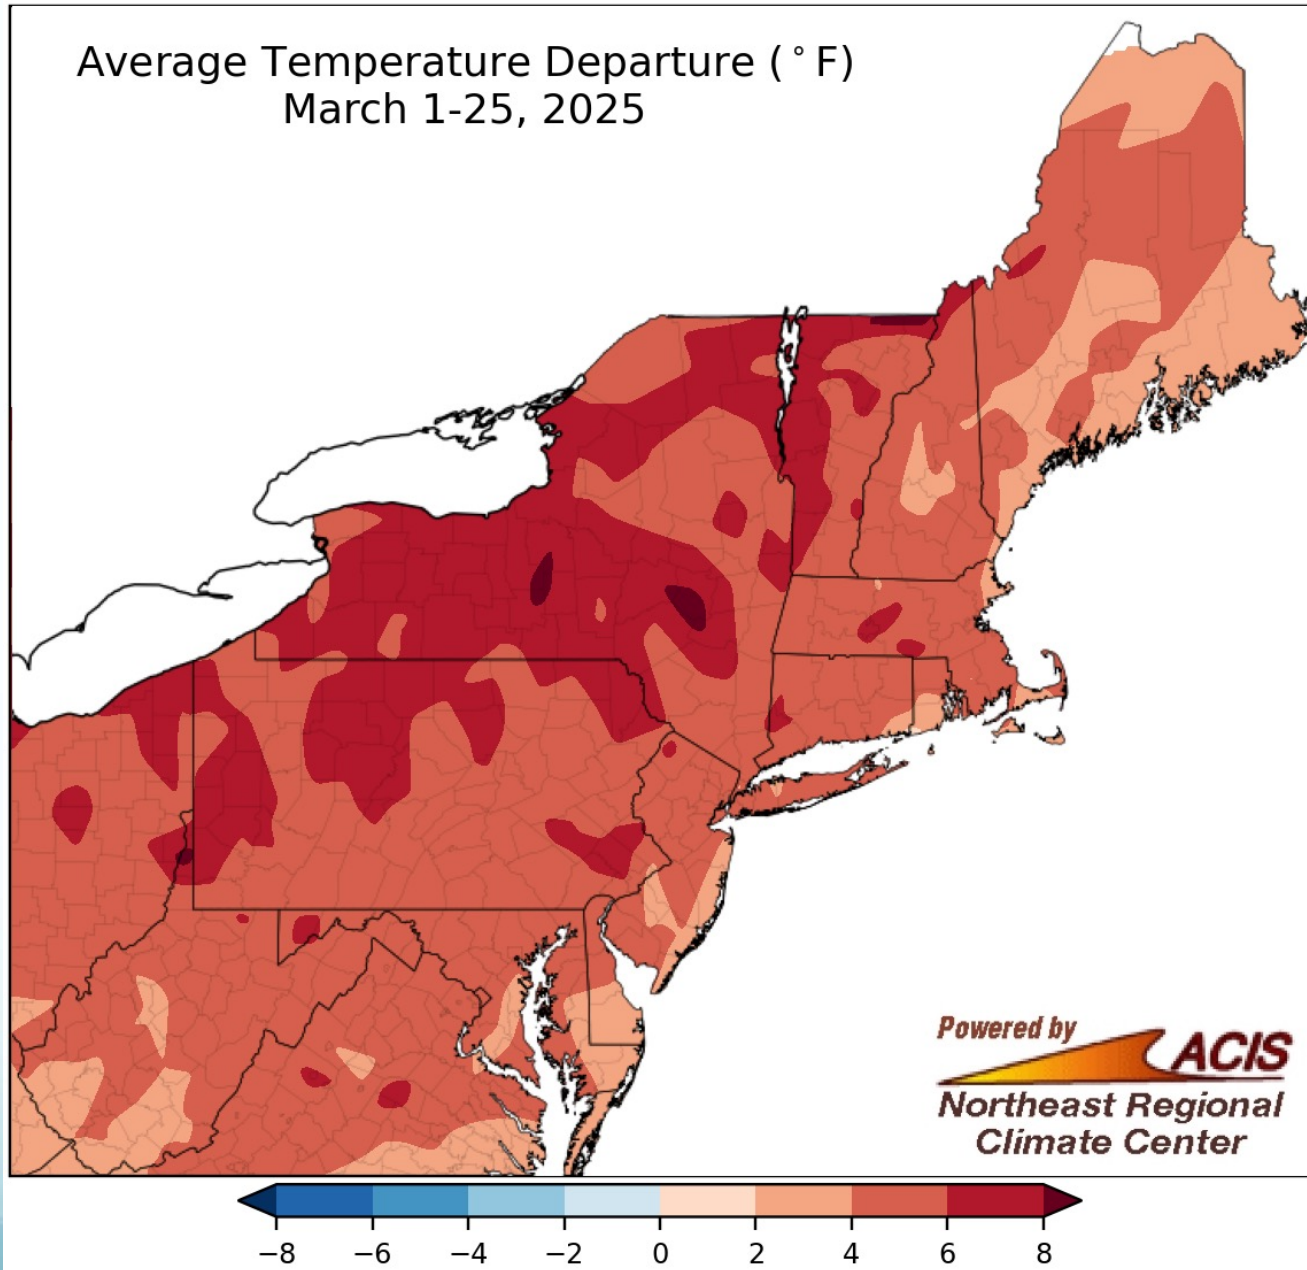 Average Temperature Departure (°F)
March 1-25, 2025
Powered by
ACIS
Northeast Regional
Climate Center
−8 −6 −4 −2 0 2 4 6 8